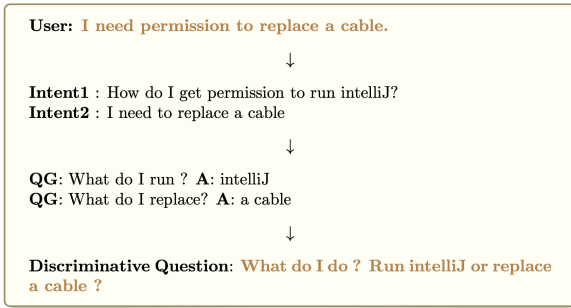 User: I need permission to replace a cable.
↓
Intent1 : How do I get permission to run intelliJ?
Intent2 : I need to replace a cable
↓
QG: What do I run ? A: intelliJ
QG: What do I replace? A: a cable
↓
Discriminative Question: What do I do ? Run intelliJ or replace
a cable ?